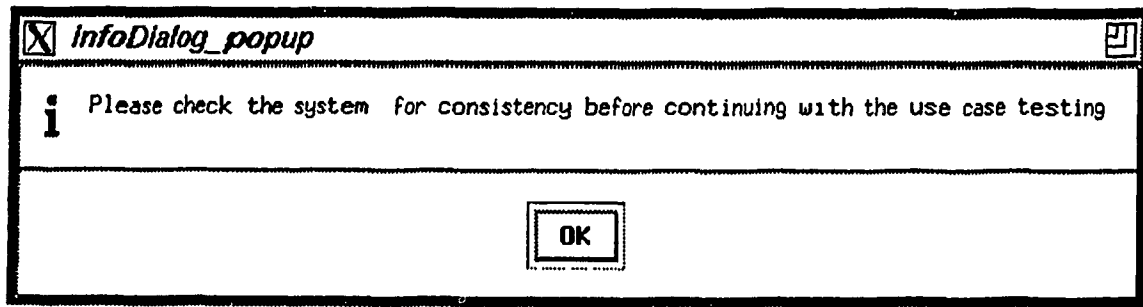 infoDialog_popup
i Please check the system for consistency before continuing with the use case testing
OK